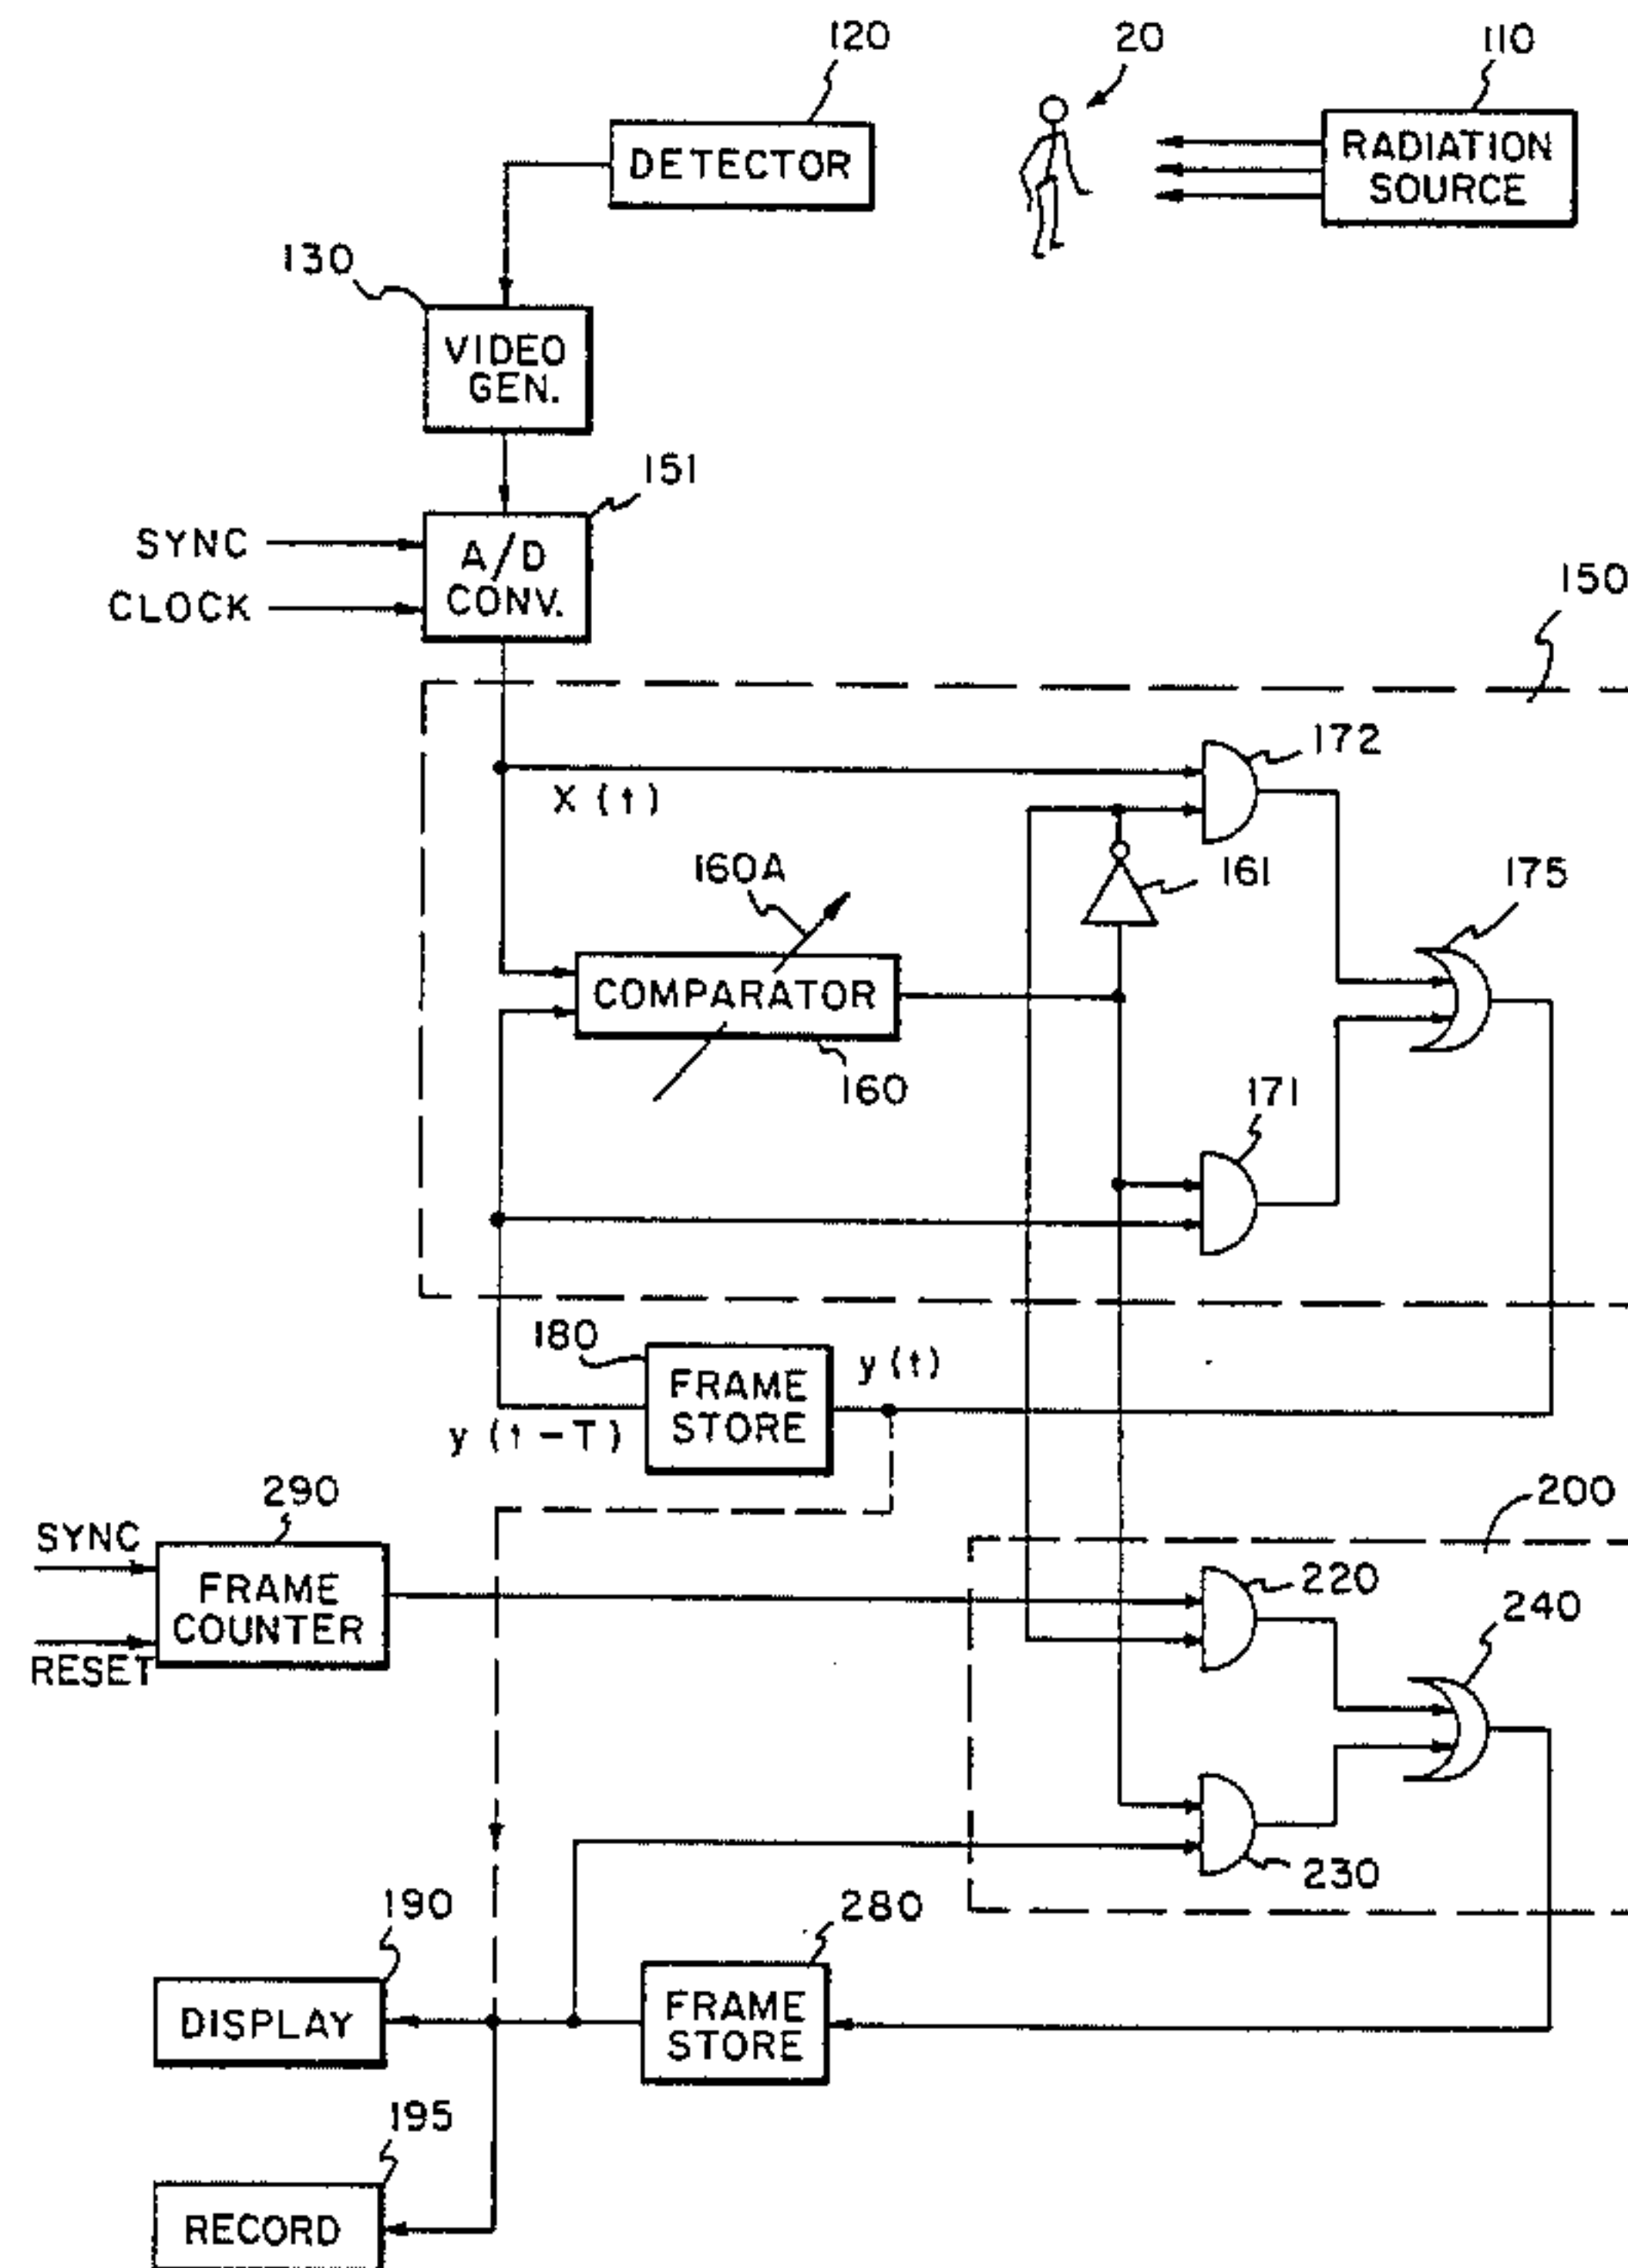 120
20
110
DETECTOR
RADIATION
SOURCE
130
VIDEO
GEN.
151
SYNC
CLOCK
A/D
CONV.
150
172
X (t)
160A
161
175
COMPARATOR
160
171
180
FRAME
STORE
y (t)
y (t - T)
290
SYNC
RESET
FRAME
COUNTER
200
220
240
230
190
280
DISPLAY
FRAME
STORE
195
RECORD